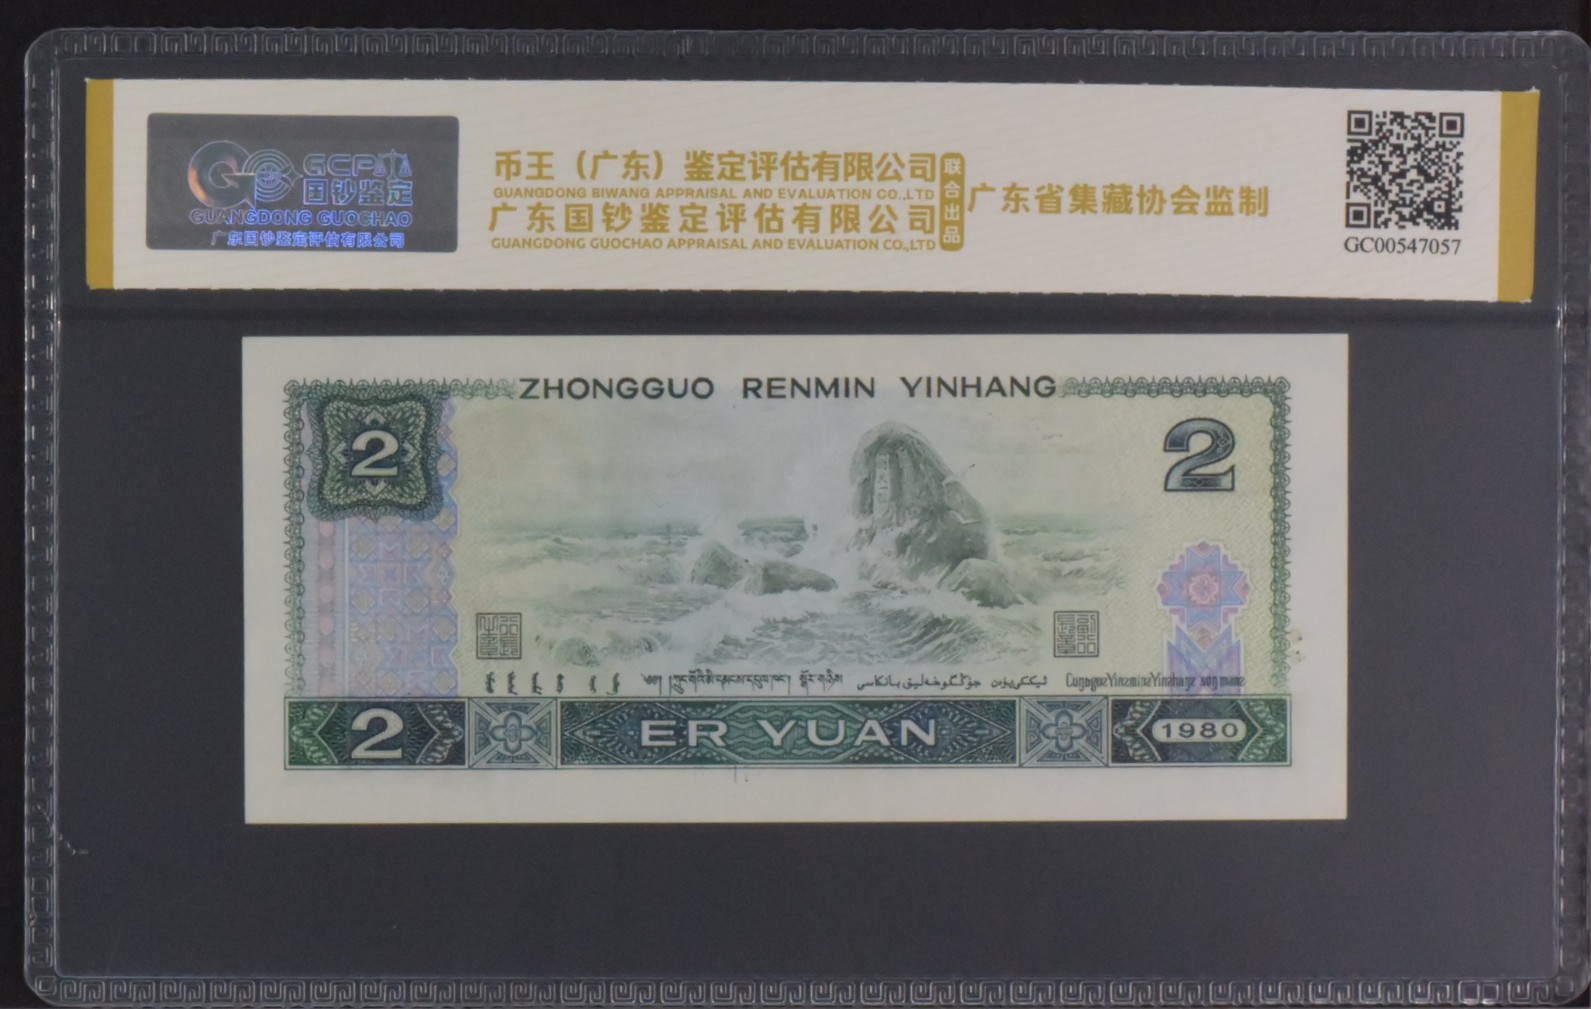 GCP
国钞鉴定
GUANGDONG GUOCHAO
广东国钞鉴定评估有限公司
币王（广东）鉴定评估有限公司
GUANGDONG BIWANG APPRAISAL AND EVALUATION CO.,LTD
广东国钞鉴定评估有限公司
GUANGDONG GUOCHAO APPRAISAL AND EVALUATION CO.,LTD
联合出品
广东省集藏协会监制
GC00547057
ZHONGGUO RENMIN YINHANG
2
2
2
ER YUAN
1980